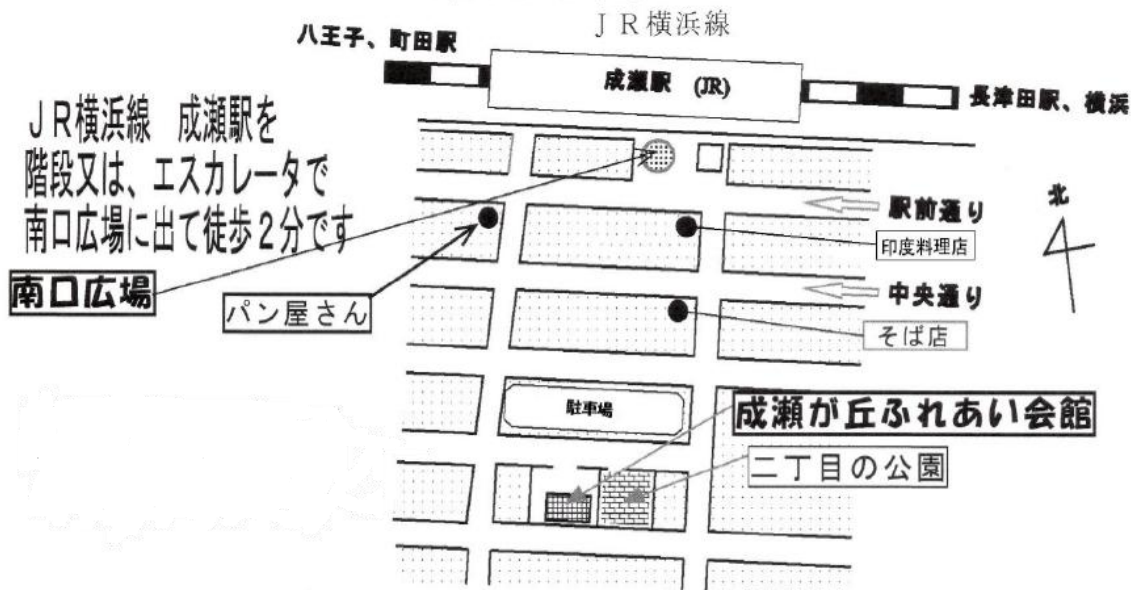 JR横浜線
八王子、町田駅
成瀬駅 (JR)
長津田駅、横浜
JR横浜線 成瀬駅を
階段又は、エスカレータで
南口広場に出て徒歩2分です
南口広場
パン屋さん
駅前通り
北
印度料理店
中央通り
そば店
駐車場
成瀬が丘ふれあい会館
二丁目の公園